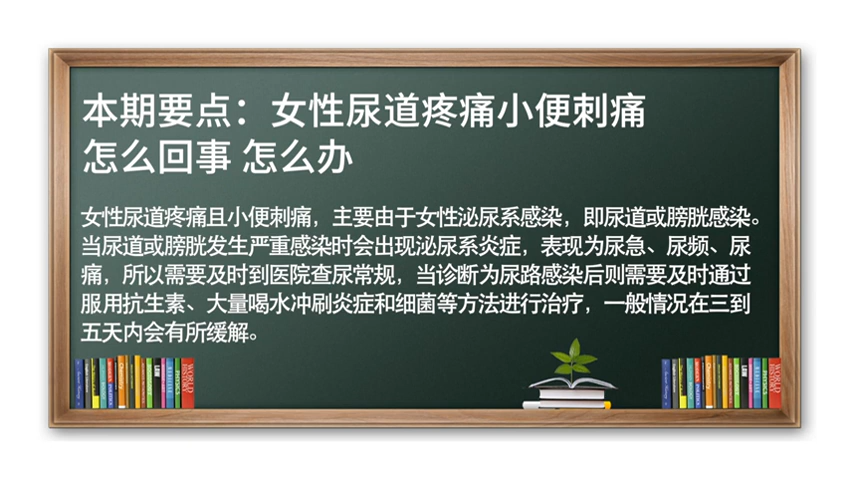 本期要点：女性尿道疼痛小便刺痛
怎么回事 怎么办
女性尿道疼痛且小便刺痛，主要由于女性泌尿系感染，即尿道或膀胱感染。
当尿道或膀胱发生严重感染时会出现泌尿系炎症，表现为尿急、尿频、尿
痛，所以需要及时到医院查尿常规，当诊断为尿路感染后则需要及时通过
服用抗生素、大量喝水冲刷炎症和细菌等方法进行治疗，一般情况在三到
五天内会有所缓解。
WORLD HISTORY
WORLD HISTORY